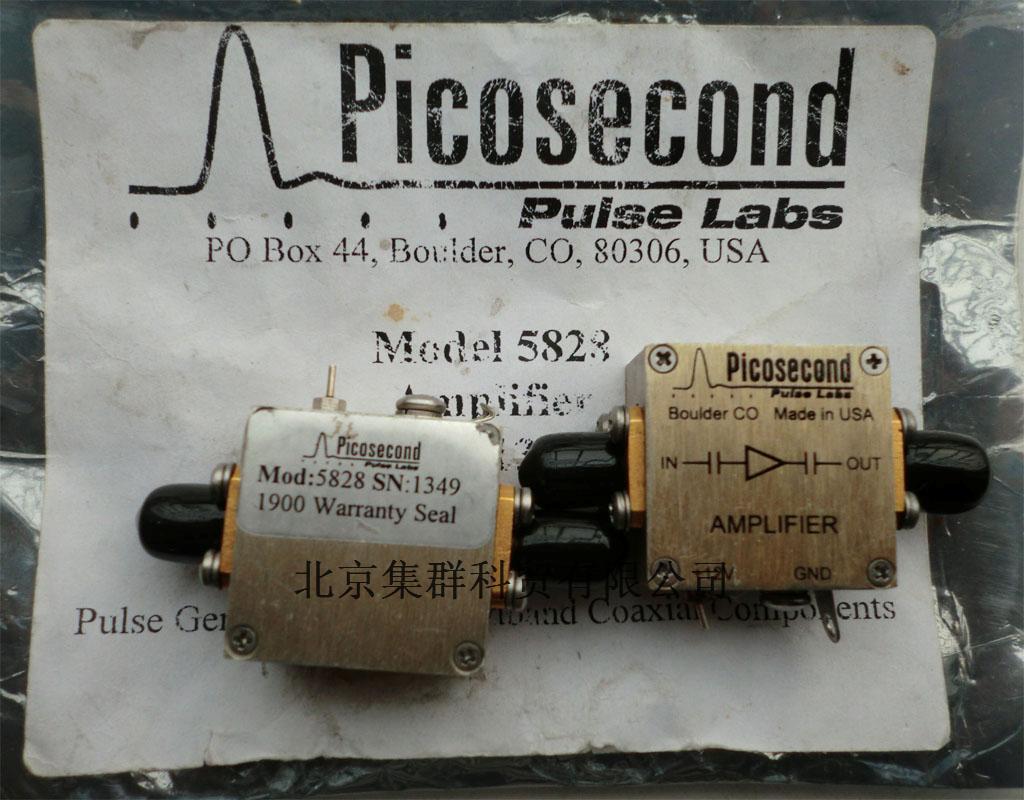 Picosecond
Pulse Labs
PO Box 44, Boulder, CO, 80306, USA
Model 5828
Amplifier
Picosecond
Pulse Labs
Boulder CO Made in USA
IN OUT
AMPLIFIER
GND
Picosecond
Pulse Labs
Mod:5828 SN:1349
1900 Warranty Seal
北京集群科贸有限公司
Pulse Coaxial Components